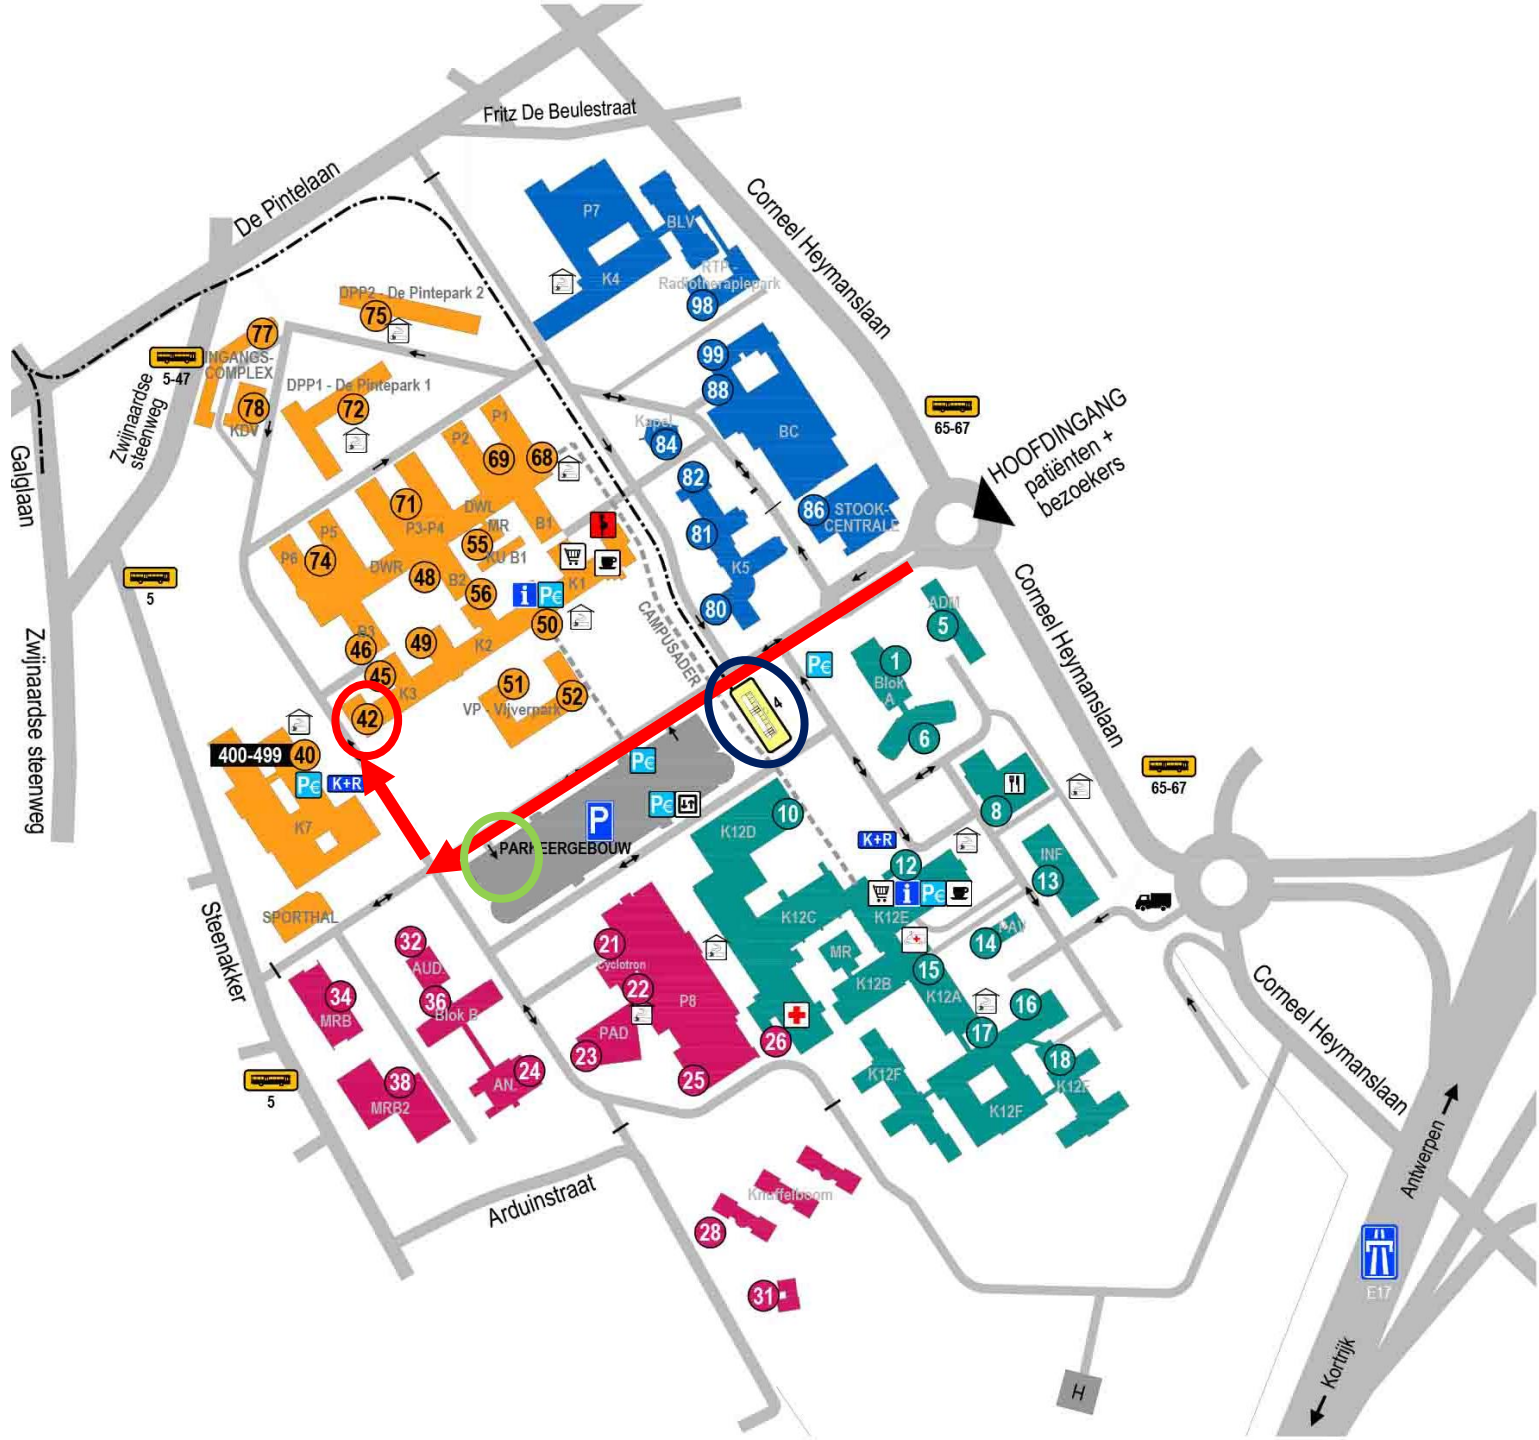 Fritz De Beulestraat
De Pintelaan
Corneel Heymanslaan
P7
BLV
K4
RTP -
Radiotherapiepark
98
DPP2 - De Pintepark 2
75
77
INGANGS-
COMPLEX
5-47
78
KDV
DPP1 - De Pintepark 1
72
Zwijnaardse
steenweg
Galglaan
99
88
BC
65-67
HOOFDINGANG
patiënten +
bezoekers
Kapel
84
82
86
STOOK-
CENTRALE
81
K5
80
P1
P2
69
68
71
P3-P4
DWL
MR
B1
55
KU B1
P5
P6
74
DWR
48
B2
56
i
P€
K1
50
B3
46
49
K2
45
K3
42
51
52
VP - Vijverpark
CAMPUSADER
5
Zwijnaardse steenweg
400-499
40
P€
K+R
K7
4
P€
ADM
5
1
Blok
A
6
Corneel Heymanslaan
65-67
P€
P€
P
PARKEERGEBOUW
8
10
K12D
K+R
12
i
P€
K12E
INF
13
K12C
MR
14
15
K12B
K12A
16
17
18
K12F
K12F
K12F
SPORTHAL
Steenakker
32
AUD.
34
MRB
36
Blok B
38
MRB2
AN.
24
21
Cyclotron
22
P8
PAD
23
25
26
5
Arduinstraat
Knuffelboom
28
31
H
Corneel Heymanslaan
Antwerpen
E17
Kortrijk